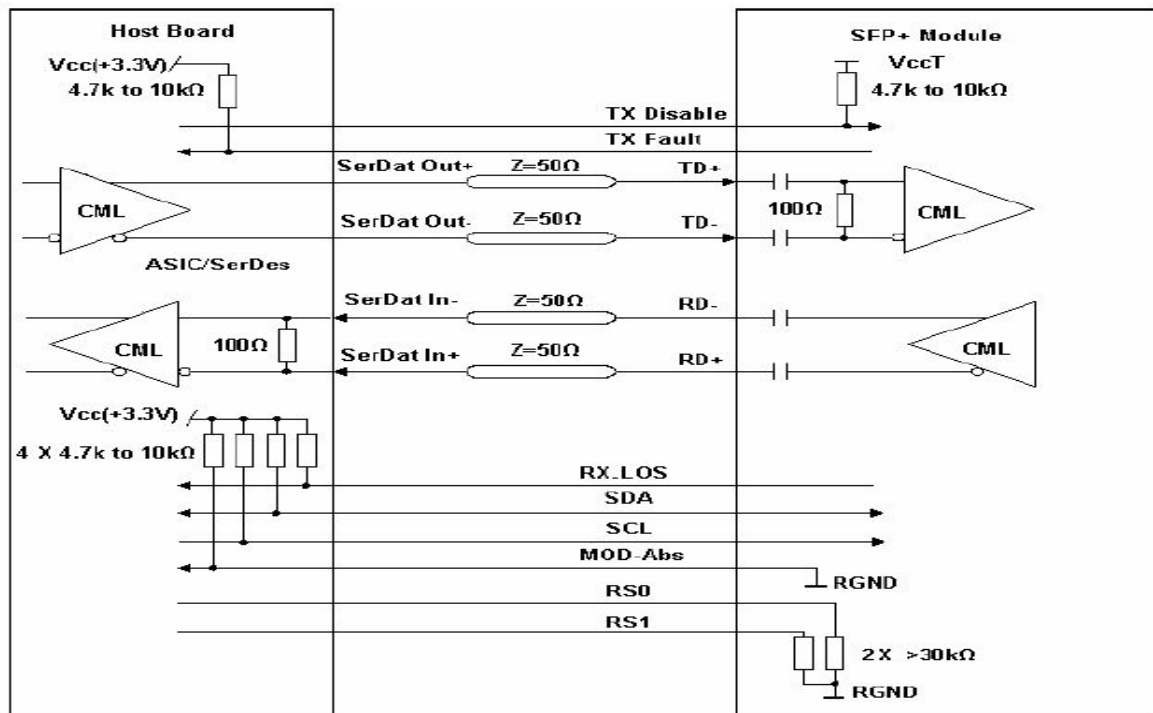 Host Board
SFP+ Module
Vcc(+3.3V)
4.7k to 10kΩ
VccT
4.7k to 10kΩ
TX Disable
TX Fault
SerDat Out+
Z=50Ω
TD+
CML
100Ω
CML
SerDat Out-
Z=50Ω
TD-
ASIC/SerDes
SerDat In-
Z=50Ω
RD-
CML
100Ω
SerDat In+
Z=50Ω
RD+
CML
Vcc(+3.3V)
4 X 4.7k to 10kΩ
RX_LOS
SDA
SCL
MOD-Abs
RGND
RS0
RS1
2X >30kΩ
RGND